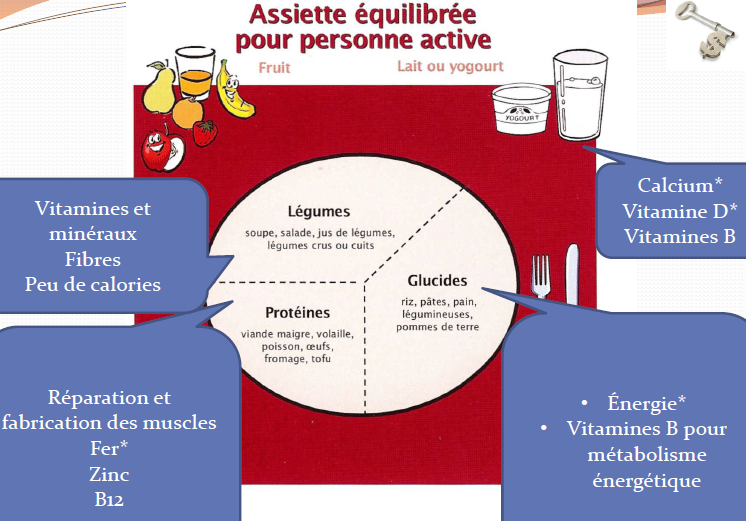 Assiette équilibrée
pour personne active
Fruit
Lait ou yogourt
YOGOURT
Calcium*
Vitamine D*
Vitamines B
Vitamines et
minéraux
Fibres
Peu de calories
Légumes
soupe, salade, jus de légumes,
légumes crus ou cuits
Glucides
riz, pâtes, pain,
légumineuses,
pommes de terre
Protéines
viande maigre, volaille,
poisson, œufs,
fromage, tofu
Réparation et
fabrication des muscles
Fer*
Zinc
B12
• Énergie*
• Vitamines B pour
métabolisme
énergétique